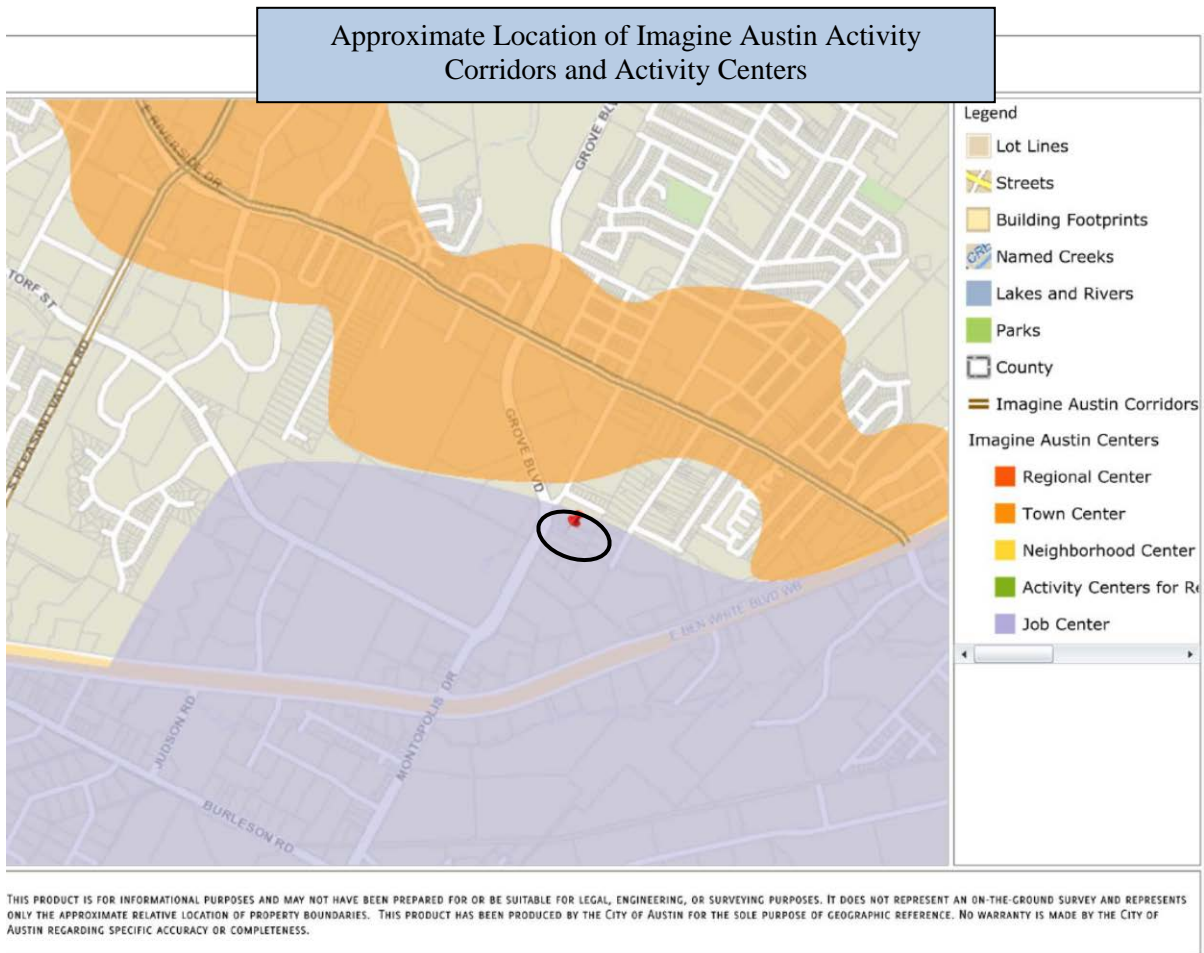 Approximate Location of Imagine Austin Activity
Corridors and Activity Centers
Legend
Lot Lines
Streets
Building Footprints
CRE
Named Creeks
Lakes and Rivers
Parks
County
Imagine Austin Corridors
Imagine Austin Centers
Regional Center
Town Center
Neighborhood Center
Activity Centers for Re
Job Center
GROVE BLV
E RIVERSIDE DR
TORF ST
S PLEASANT VALLEY RD
GROVE BLVD
E BEN WHITE BLVD WB
MONTOPOLIS DR
JUDSON RD
BURLESON RD
THIS PRODUCT IS FOR INFORMATIONAL PURPOSES AND MAY NOT HAVE BEEN PREPARED FOR OR BE SUITABLE FOR LEGAL, ENGINEERING, OR SURVEYING PURPOSES. IT DOES NOT REPRESENT AN ON-THE-GROUND SURVEY AND REPRESENTS
ONLY THE APPROXIMATE RELATIVE LOCATION OF PROPERTY BOUNDARIES. THIS PRODUCT HAS BEEN PRODUCED BY THE CITY OF AUSTIN FOR THE SOLE PURPOSE OF GEOGRAPHIC REFERENCE. NO WARRANTY IS MADE BY THE CITY OF
AUSTIN REGARDING SPECIFIC ACCURACY OR COMPLETENESS.